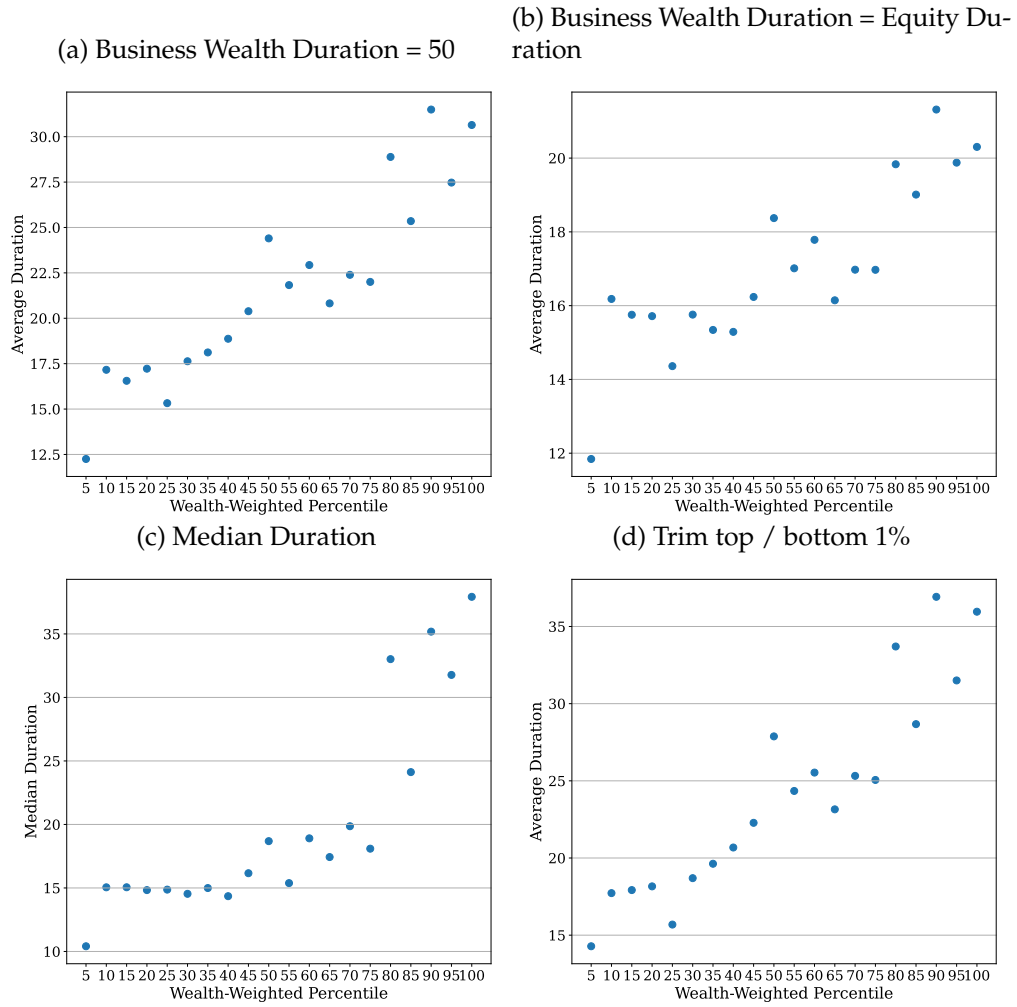 (a) Business Wealth Duration = 50
(b) Business Wealth Duration = Equity Du-
ration
30.0
27.5
25.0
22.5
20.0
17.5
15.0
12.5
Average Duration
5 10 15 20 25 30 35 40 45 50 55 60 65 70 75 80 85 90 95100
Wealth-Weighted Percentile
20
18
16
14
12
Average Duration
5 10 15 20 25 30 35 40 45 50 55 60 65 70 75 80 85 90 95100
Wealth-Weighted Percentile
(c) Median Duration
(d) Trim top / bottom 1%
35
30
25
20
15
10
Median Duration
5 10 15 20 25 30 35 40 45 50 55 60 65 70 75 80 85 90 95100
Wealth-Weighted Percentile
35
30
25
20
15
Average Duration
5 10 15 20 25 30 35 40 45 50 55 60 65 70 75 80 85 90 95100
Wealth-Weighted Percentile